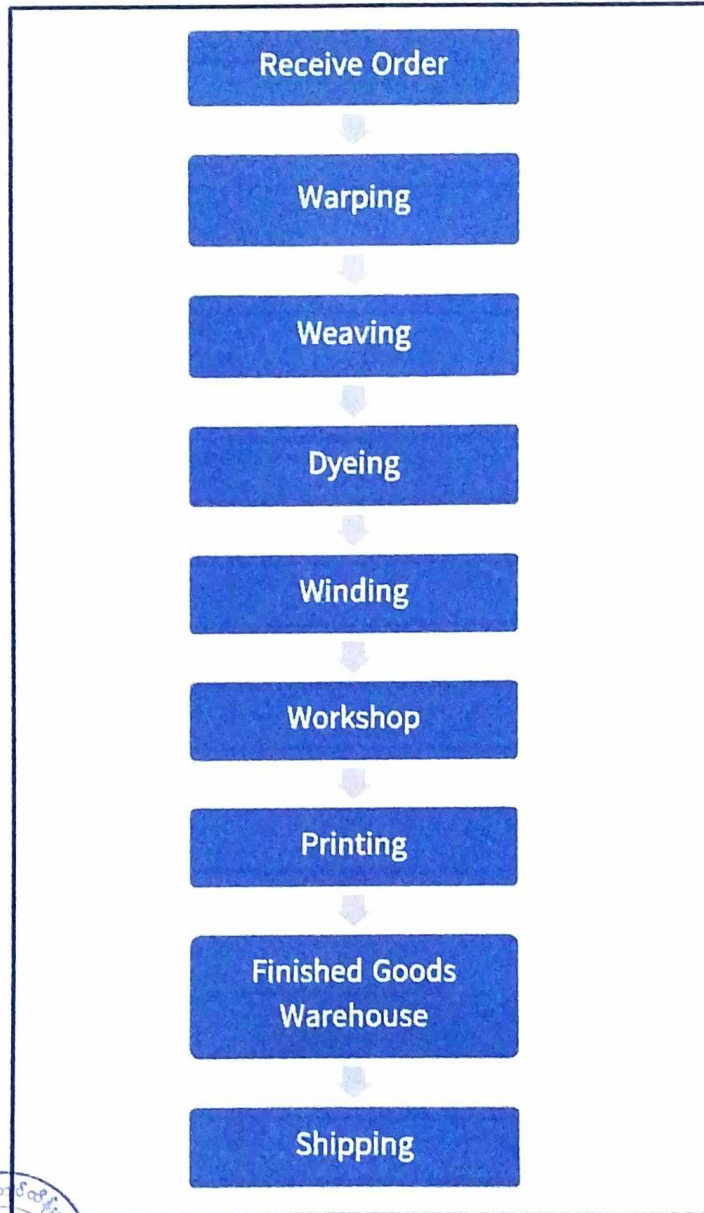 Receive Order
Warping
Weaving
Dyeing
Winding
Workshop
Printing
Finished Goods
Warehouse
Shipping